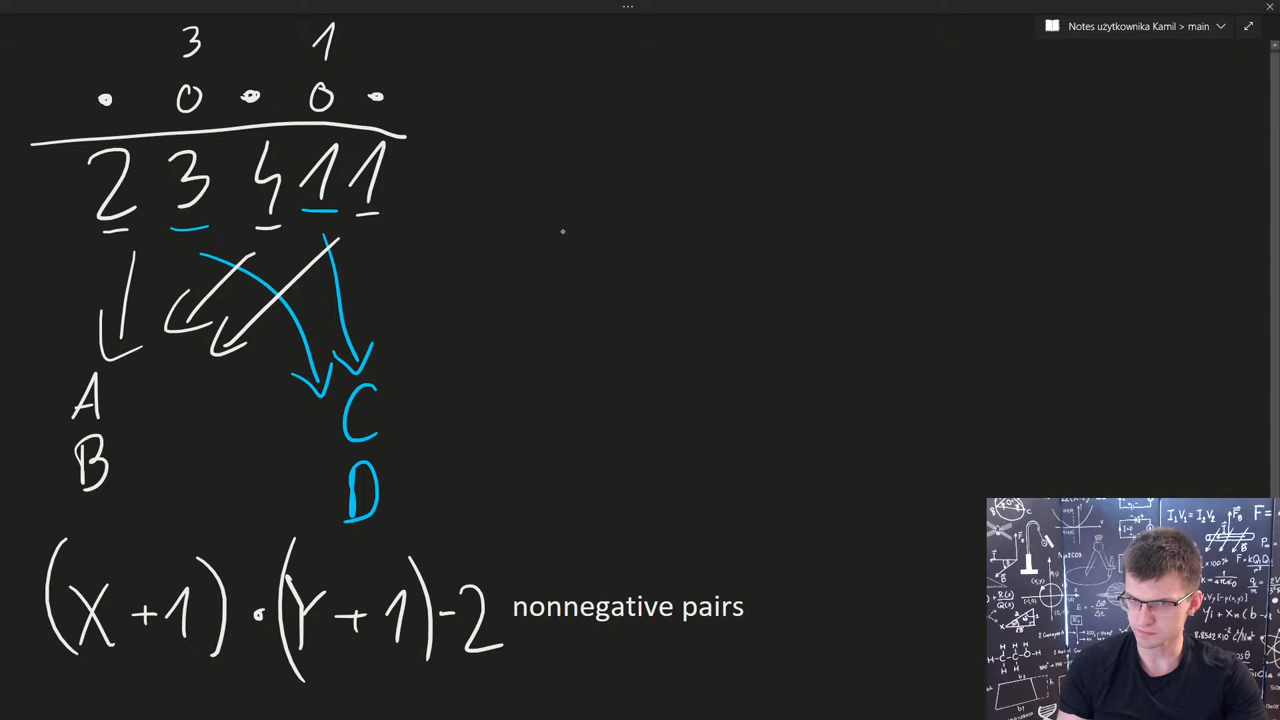 Notes użytkownika Kamil > main
3 1
. 0 . 0 .
2 3 4 1 1
A
B
C
D
(X+1) · (Y+1) - 2 nonnegative pairs